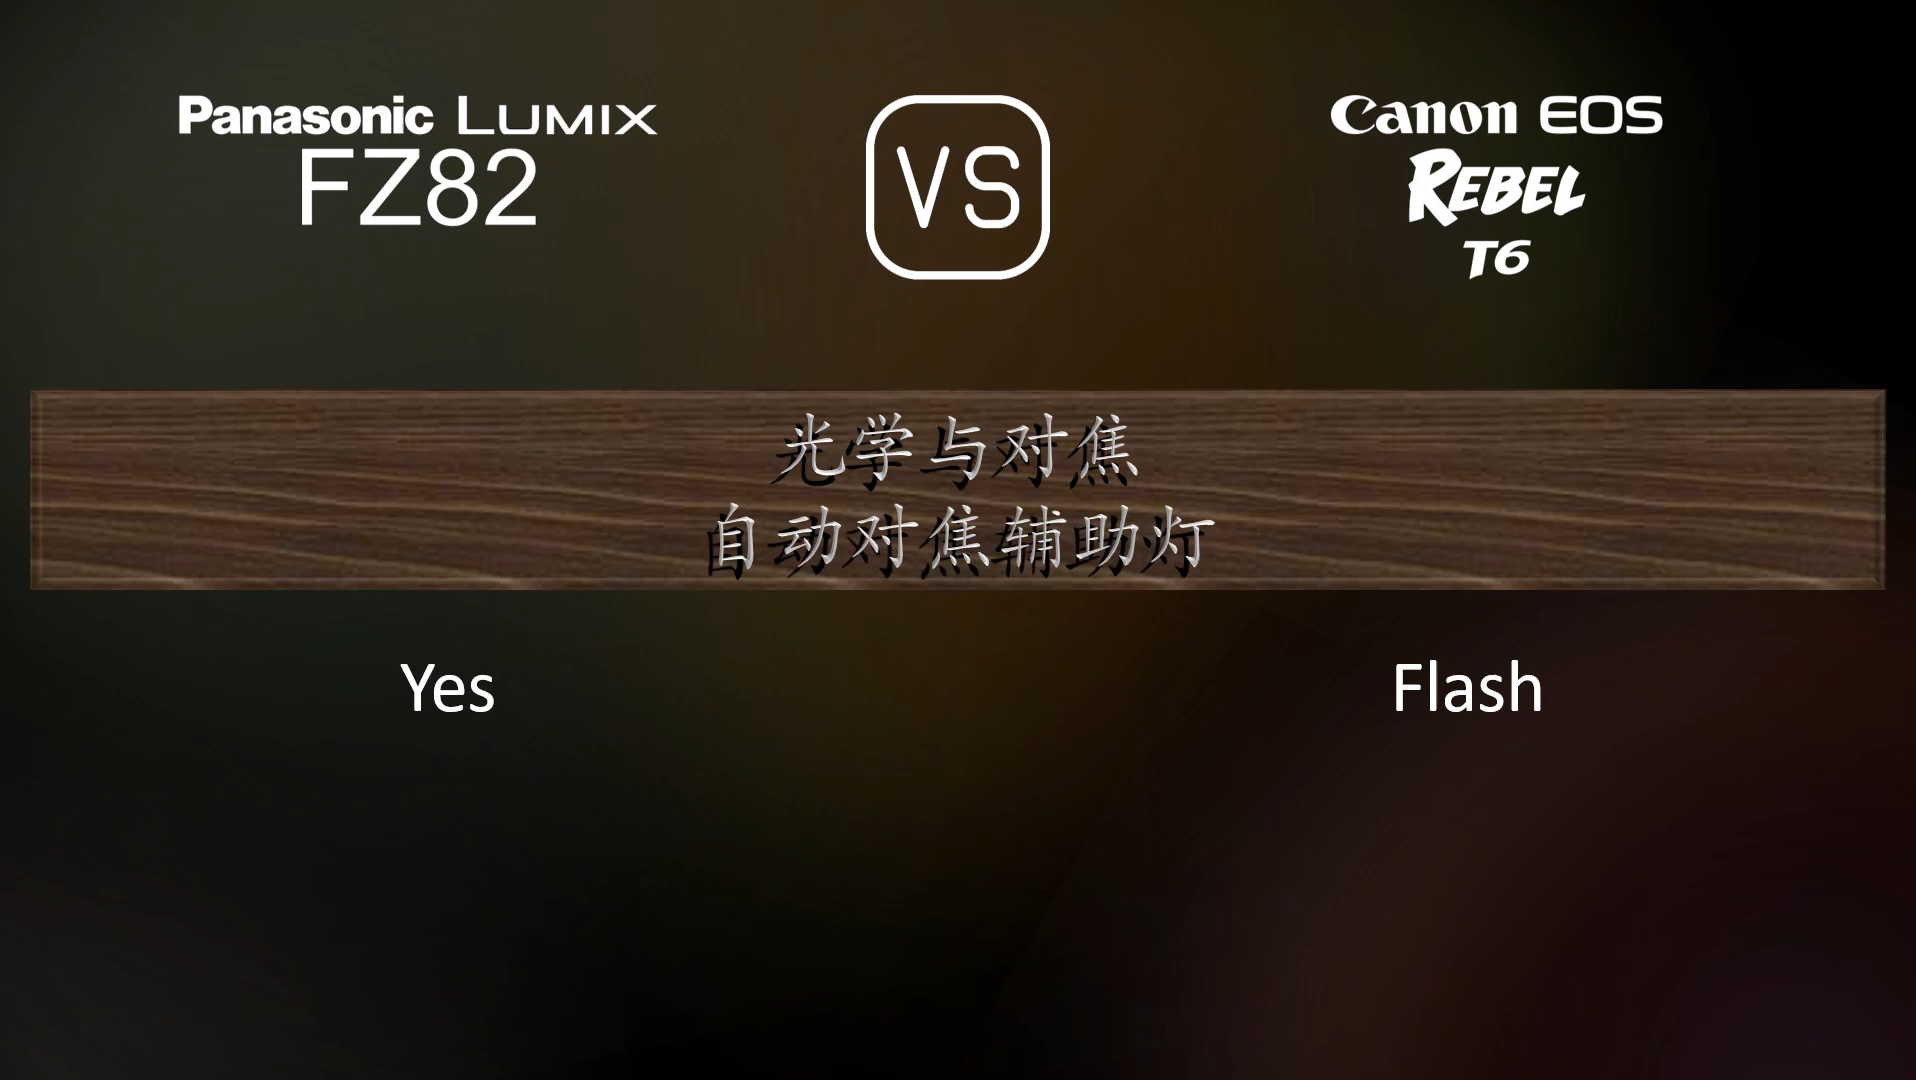 Panasonic LUMIX
FZ82
VS
Canon EOS
REBEL
T6
光学与对焦
自动对焦辅助灯
Yes
Flash